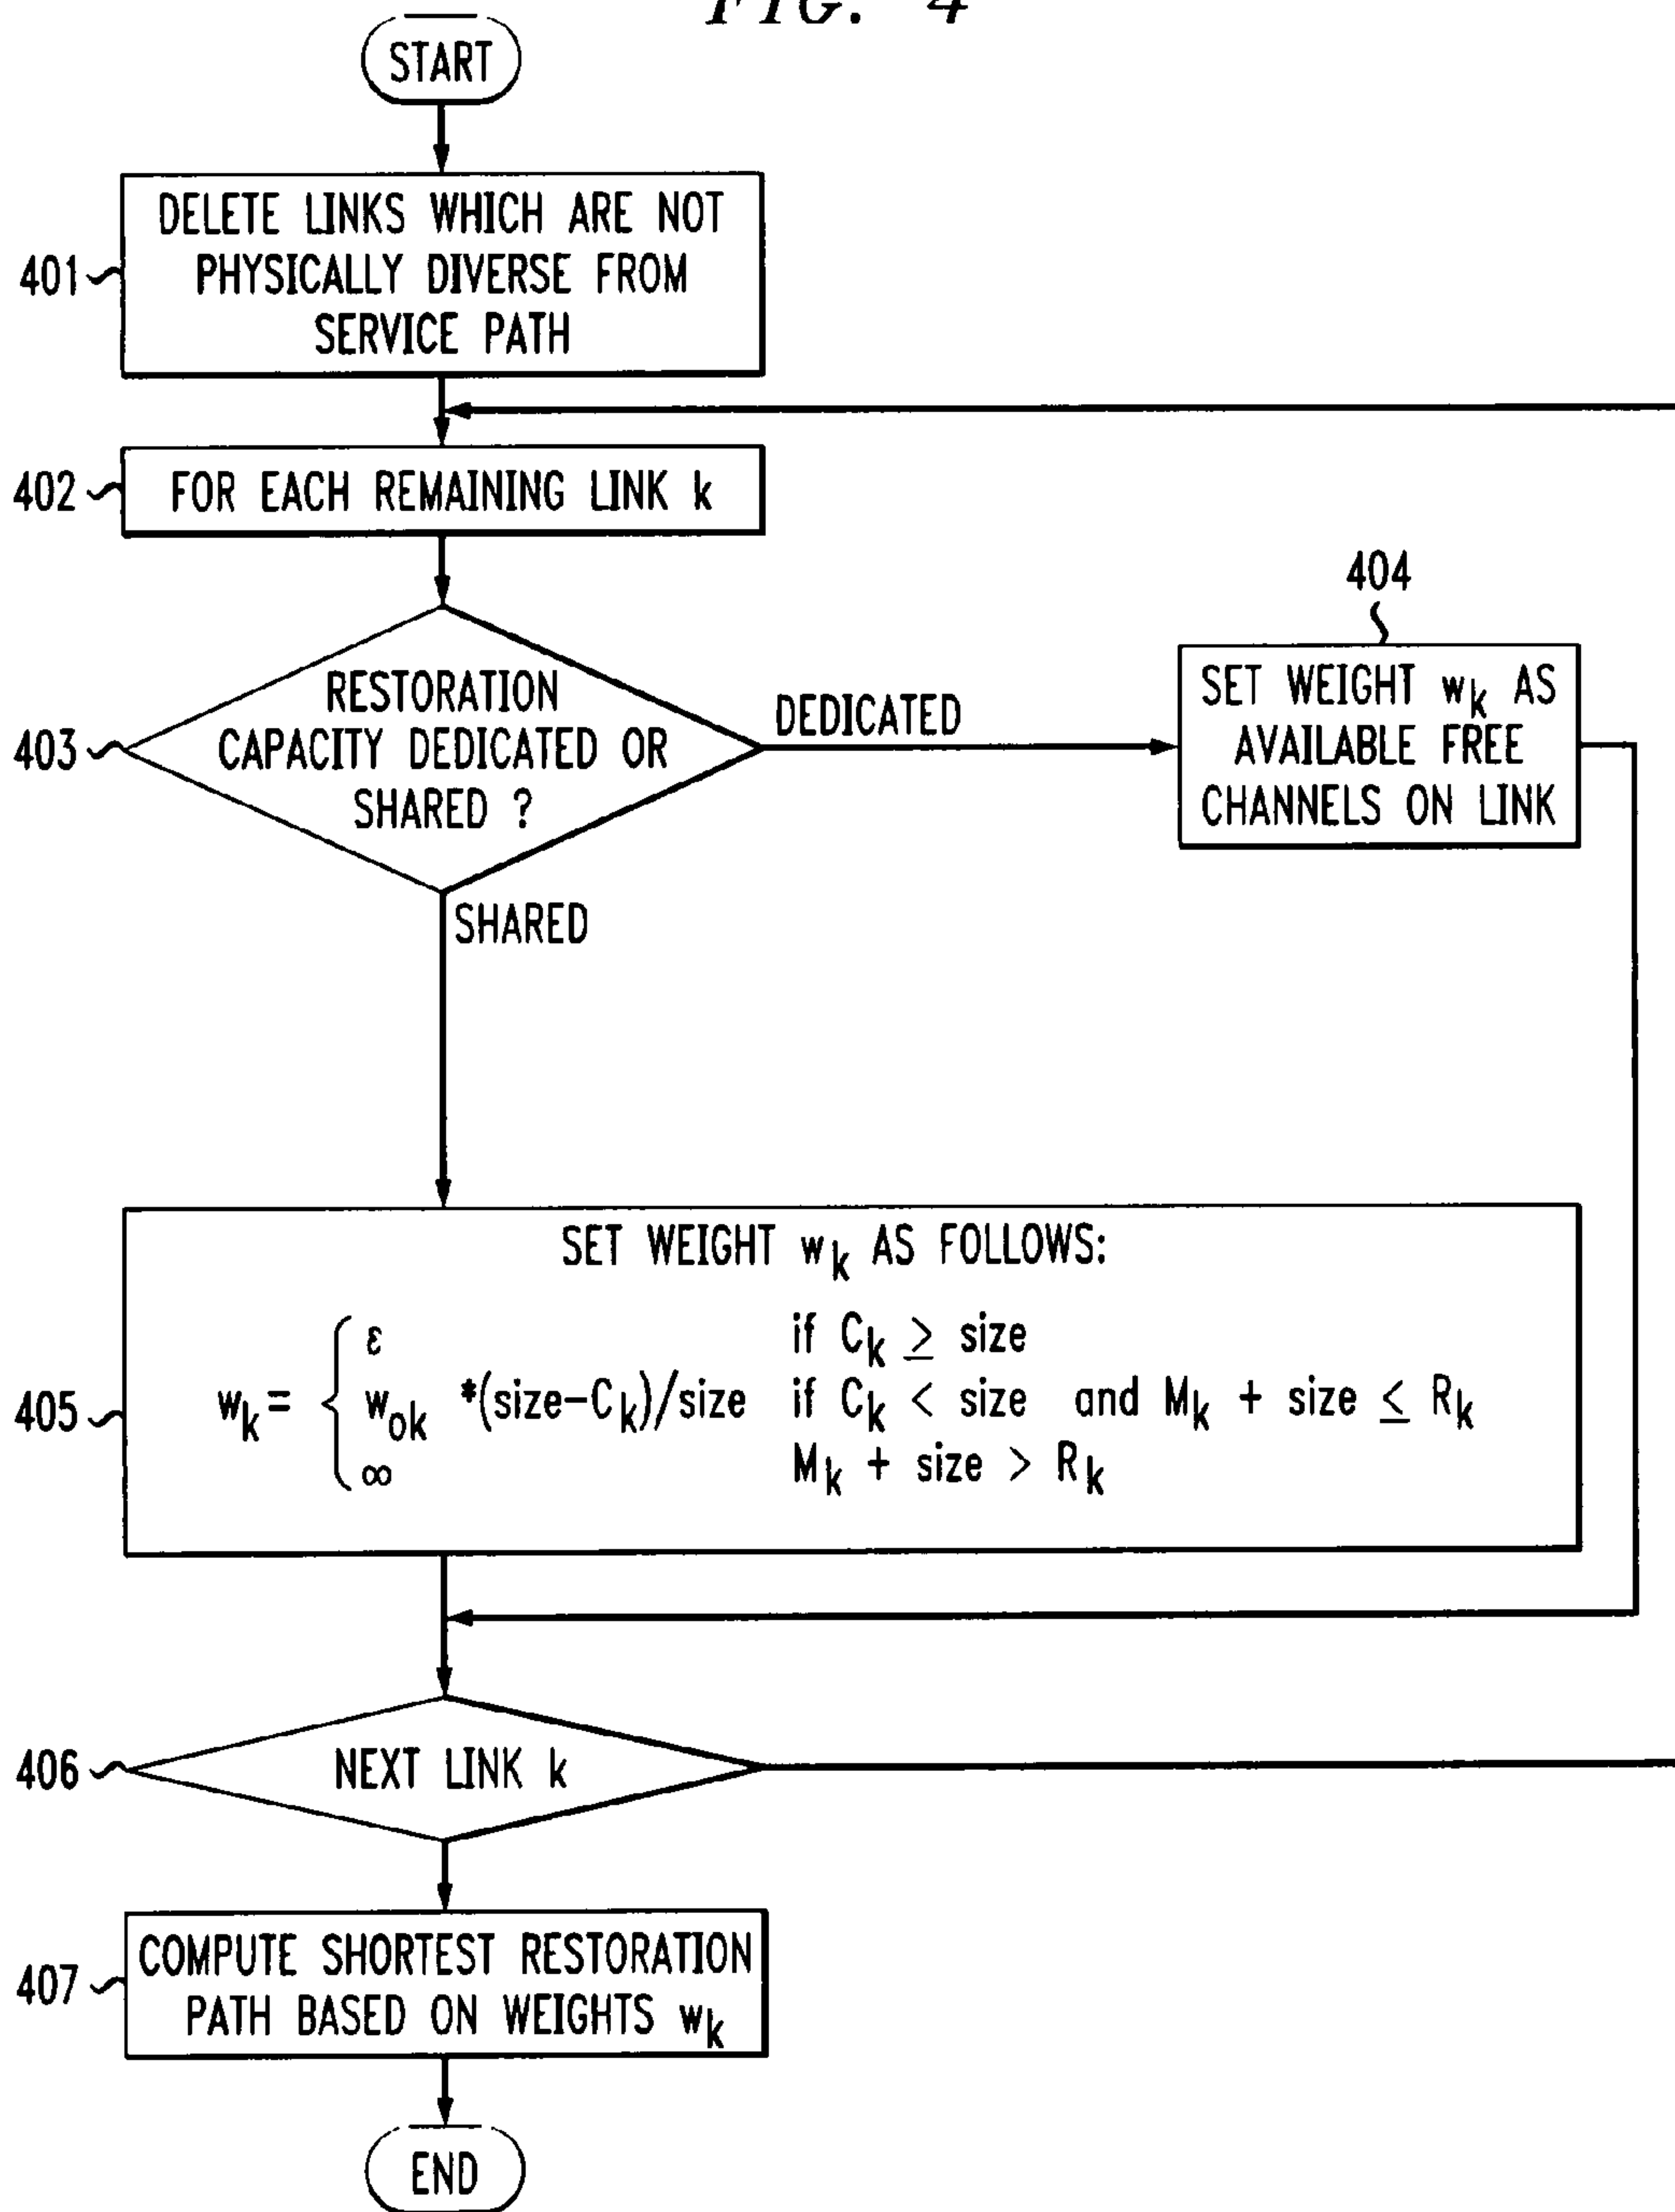 FIG. 4
START
401
DELETE LINKS WHICH ARE NOT
PHYSICALLY DIVERSE FROM
SERVICE PATH
402
FOR EACH REMAINING LINK k
403
RESTORATION
CAPACITY DEDICATED OR
SHARED ?
DEDICATED
404
SET WEIGHT wk AS
AVAILABLE FREE
CHANNELS ON LINK
SHARED
405
SET WEIGHT wk AS FOLLOWS:
wk = {
ε if Ck ≥ size
wok *(size-Ck)/size if Ck < size and Mk + size ≤ Rk
∞ Mk + size > Rk
406
NEXT LINK k
407
COMPUTE SHORTEST RESTORATION
PATH BASED ON WEIGHTS wk
END